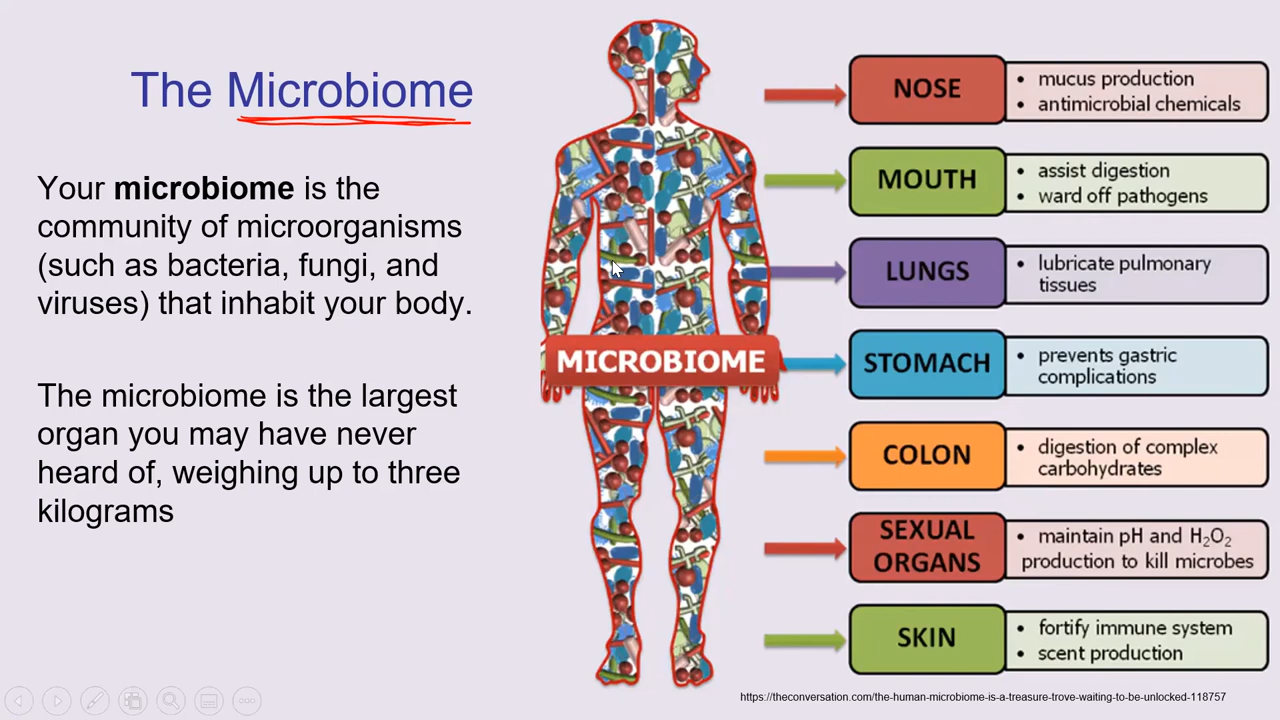 The Microbiome
Your microbiome is the
community of microorganisms
(such as bacteria, fungi, and
viruses) that inhabit your body.
The microbiome is the largest
organ you may have never
heard of, weighing up to three
kilograms
MICROBIOME
NOSE
• mucus production
• antimicrobial chemicals
MOUTH
• assist digestion
• ward off pathogens
LUNGS
• lubricate pulmonary
tissues
STOMACH
• prevents gastric
complications
COLON
• digestion of complex
carbohydrates
SEXUAL
ORGANS
• maintain pH and H₂O₂
production to kill microbes
SKIN
• fortify immune system
• scent production
https://theconversation.com/the-human-microbiome-is-a-treasure-trove-waiting-to-be-unlocked-118757